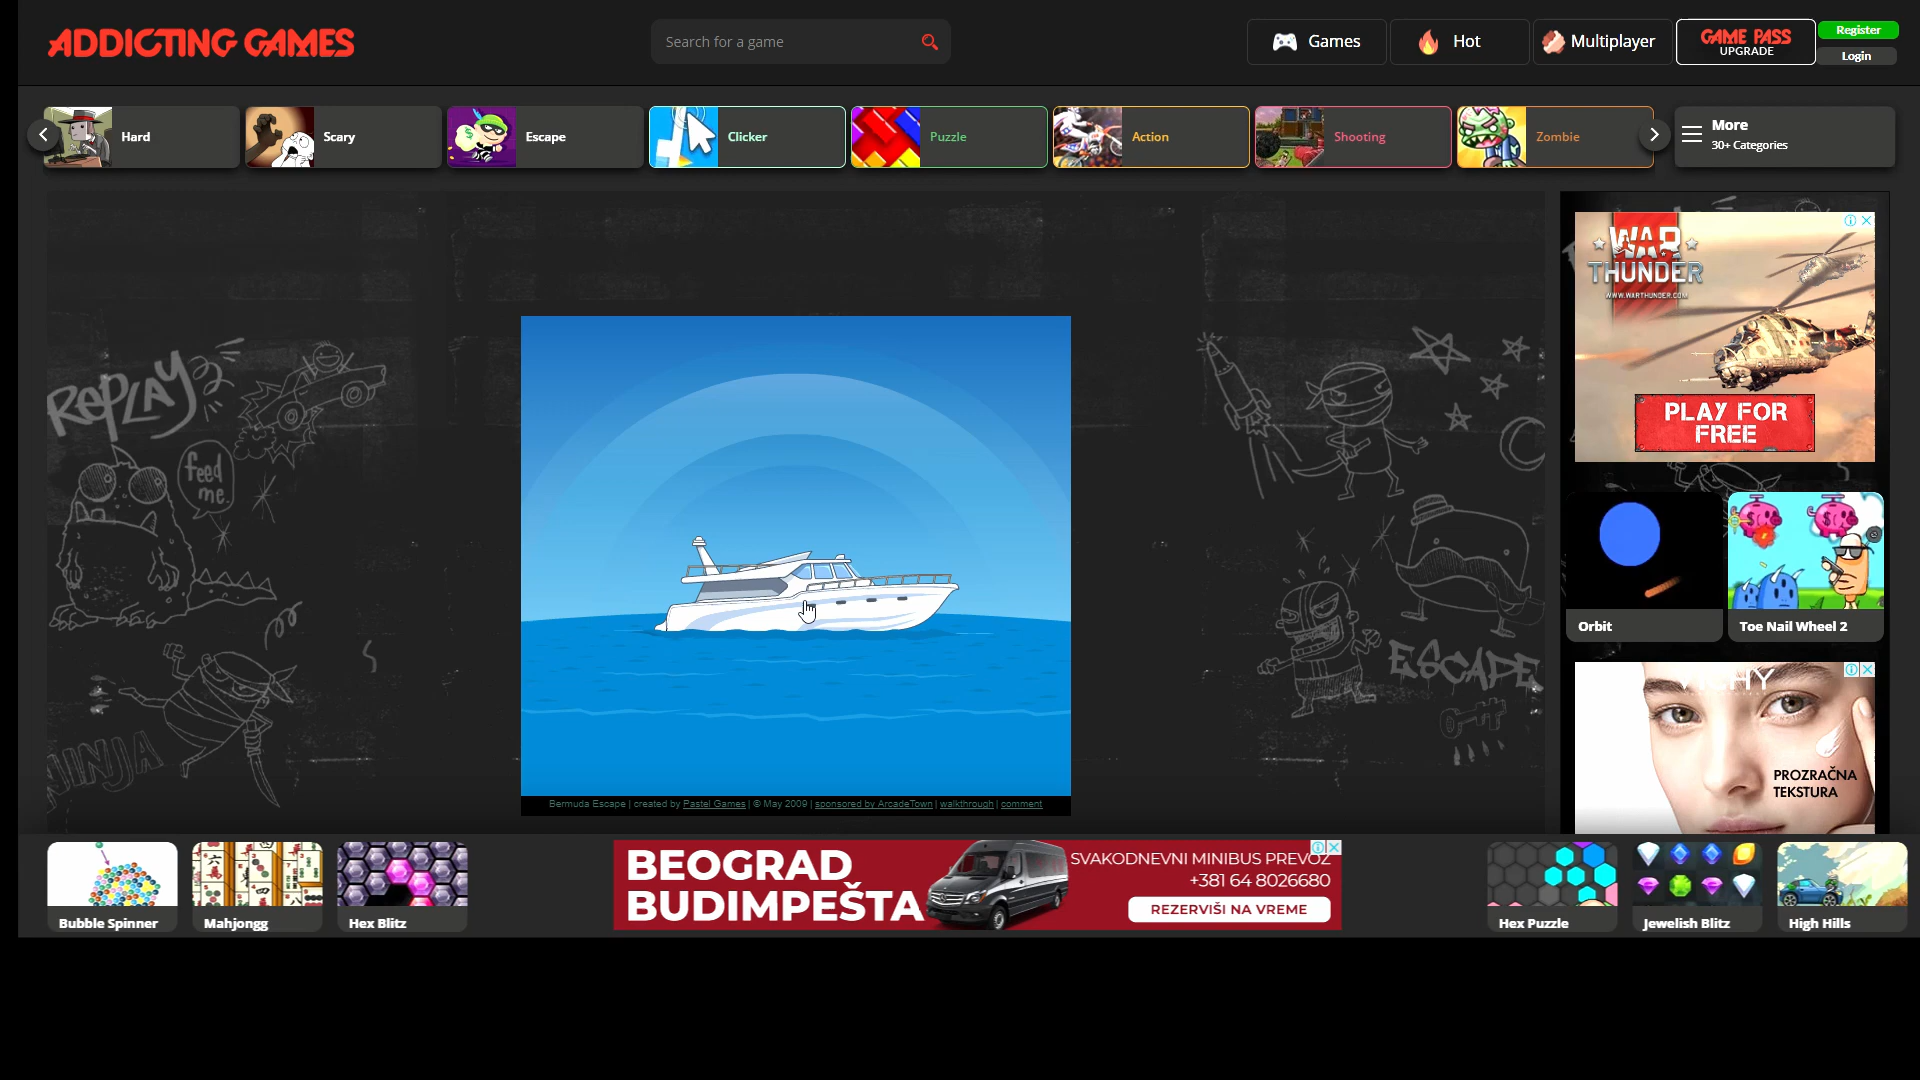 ADDICTING GAMES
Search for a game
Games
Hot
Multiplayer
GAME PASS
UPGRADE
Register
Login
Hard
Scary
Escape
Clicker
Puzzle
Action
Shooting
Zombie
More
30+ Categories
REPLAY
feed
me
NINJA
ESCAPE
WAR
THUNDER
WWW.WARTHUNDER.COM
PLAY FOR
FREE
Orbit
Toe Nail Wheel 2
VICHY
PROZRAČNA
TEKSTURA
Bermuda Escape | created by Pastel Games | © May 2009 | sponsored by ArcadeTown | walkthrough | comment
Bubble Spinner
Mahjongg
Hex Blitz
BEOGRAD
BUDIMPEŠTA
SVAKODNEVNI MINIBUS PREVOZ
+381 64 8026680
REZERVIŠI NA VREME
Hex Puzzle
Jewelish Blitz
High Hills